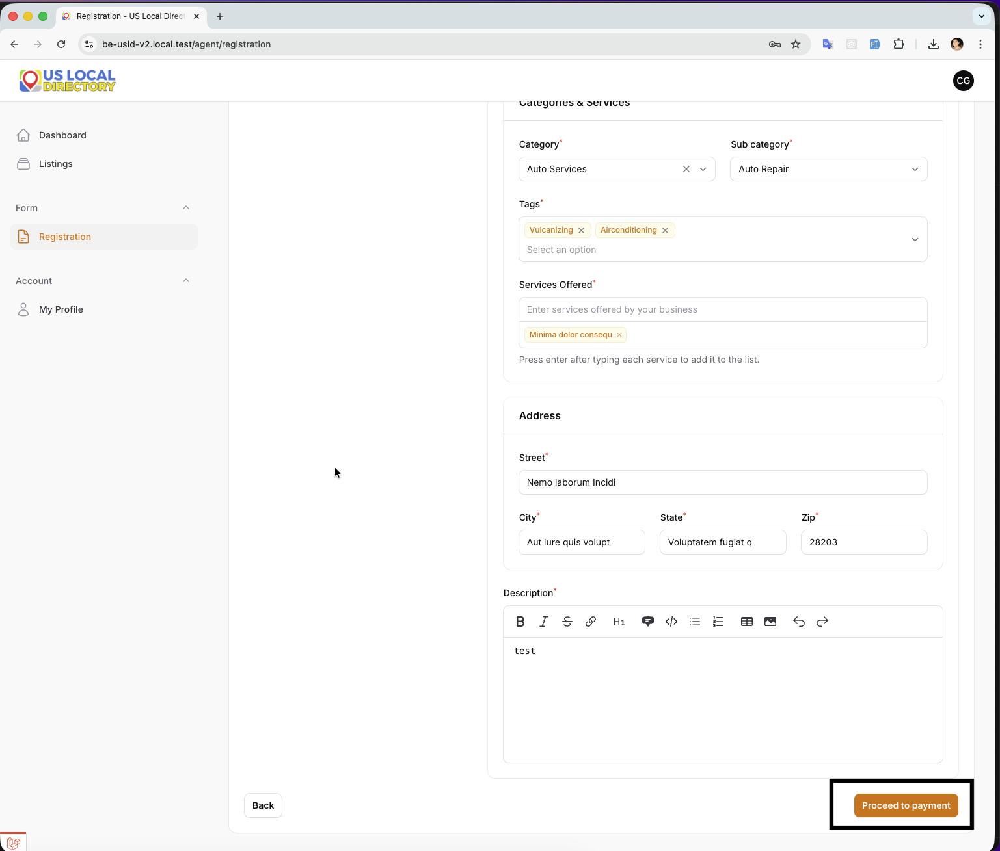 Registration - US Local Direct
be-usld-v2.local.test/agent/registration
US LOCAL
DIRECTORY
CG
Dashboard
Listings
Form
Registration
Account
My Profile
Categories & Services
Category*
Sub category*
Auto Services
Auto Repair
Tags*
Vulcanizing
Airconditioning
Select an option
Services Offered*
Enter services offered by your business
Minima dolor consequ
Press enter after typing each service to add it to the list.
Address
Street*
Nemo laborum Incidi
City*
State*
Zip*
Aut iure quis volupt
Voluptatem fugiat q
28203
Description*
H1
test
Back
Proceed to payment